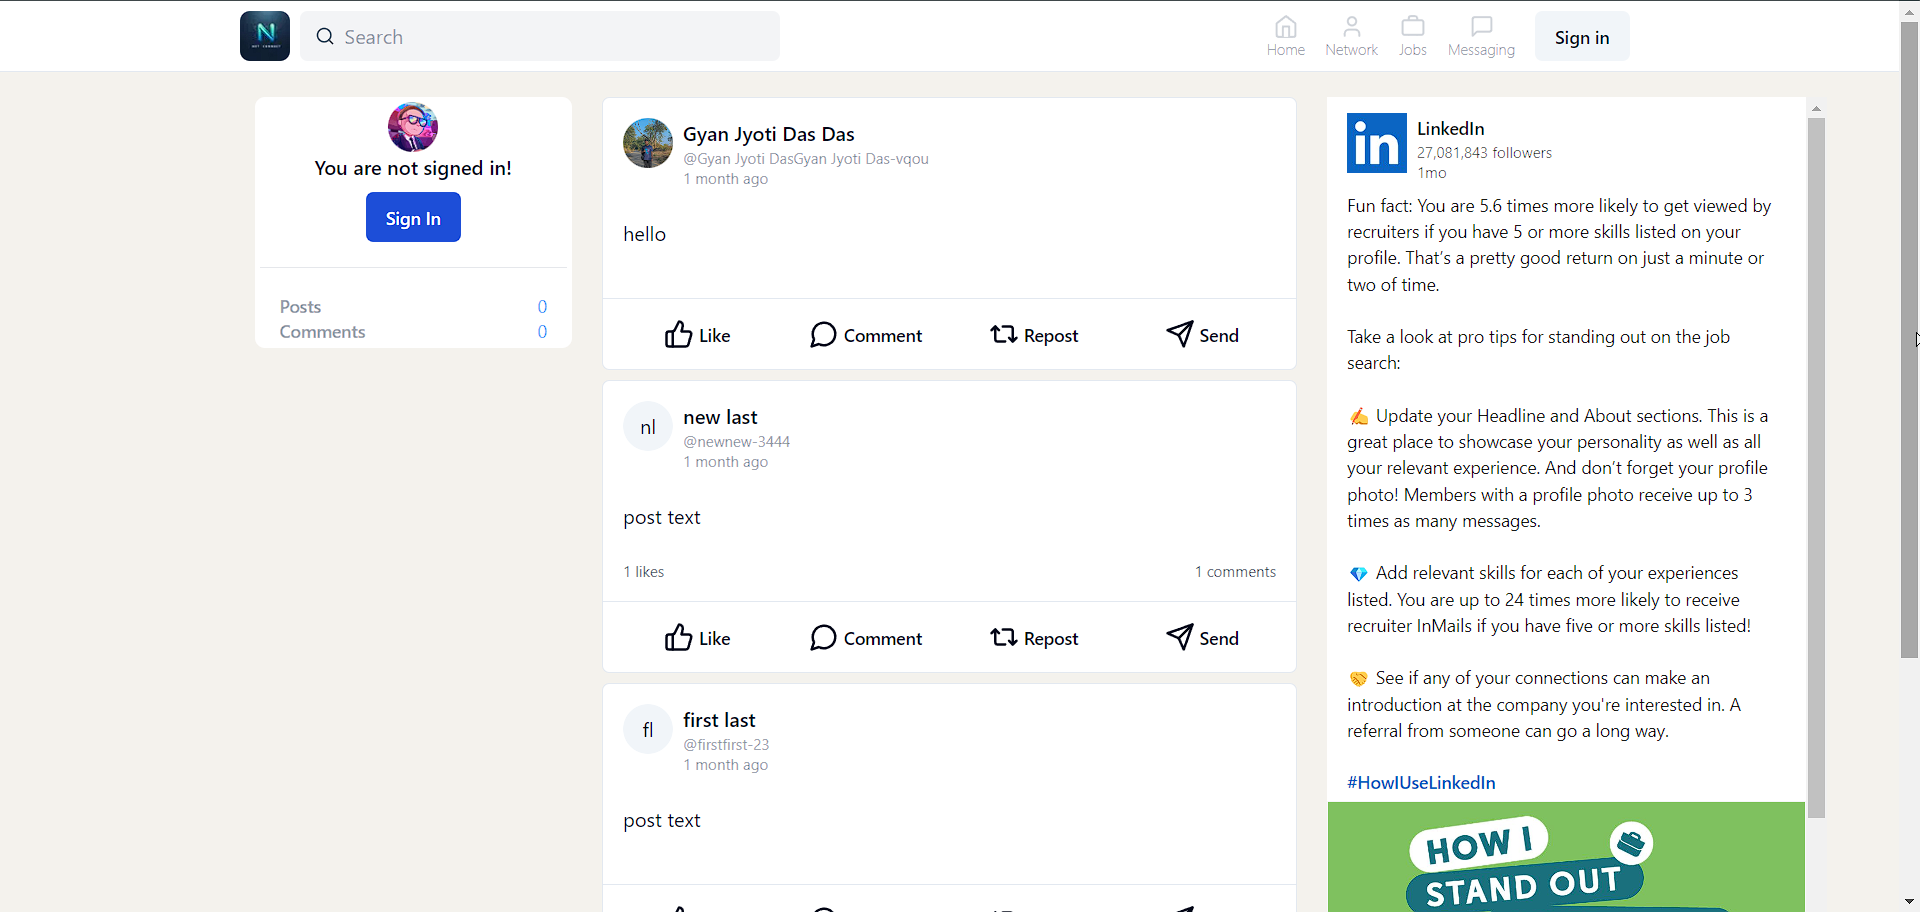 N
Search
Home
Network
Jobs
Messaging
Sign in
You are not signed in!
Sign In
Posts 0
Comments 0
Gyan Jyoti Das Das
@Gyan Jyoti DasGyan Jyoti Das-vqou
1 month ago
hello
Like
Comment
Repost
Send
nl
new last
@newnew-3444
1 month ago
post text
1 likes
1 comments
Like
Comment
Repost
Send
fl
first last
@firstfirst-23
1 month ago
post text
in
LinkedIn
27,081,843 followers
1mo
Fun fact: You are 5.6 times more likely to get viewed by
recruiters if you have 5 or more skills listed on your
profile. That’s a pretty good return on just a minute or
two of time.
Take a look at pro tips for standing out on the job
search:
✍️ Update your Headline and About sections. This is a
great place to showcase your personality as well as all
your relevant experience. And don’t forget your profile
photo! Members with a profile photo receive up to 3
times as many messages.
💎 Add relevant skills for each of your experiences
listed. You are up to 24 times more likely to receive
recruiter InMails if you have five or more skills listed!
🤝 See if any of your connections can make an
introduction at the company you're interested in. A
referral from someone can go a long way.
#HowIUseLinkedIn
HOW I
STAND OUT